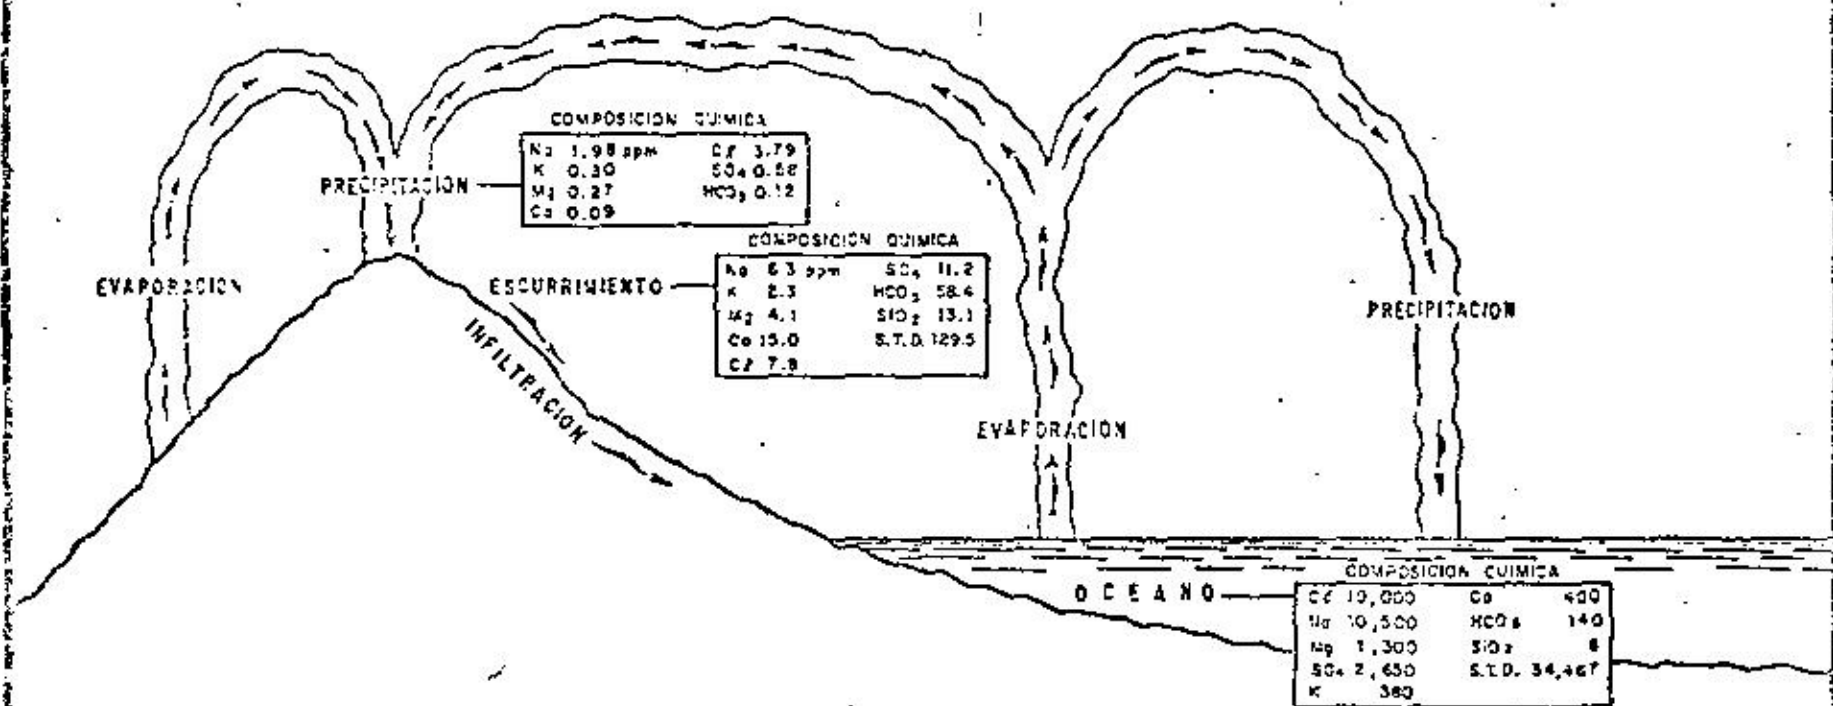 COMPOSICION QUIMICA
Na 1.98 ppm Cl 3.79
K 0.30 SO4 0.58
Mg 0.27 HCO3 0.12
Ca 0.09
PRECIPITACION
COMPOSICION QUIMICA
Na 6.3 ppm SO4 11.2
K 2.3 HCO3 58.4
Mg 4.1 SiO2 13.1
Ca 15.0 S.T.D. 129.5
Cl 7.8
EVAPORACION
ESCURRIMIENTO
INFILTRACION
PRECIPITACION
EVAPORACION
OCEANO
COMPOSICION QUIMICA
Cl 19,000 Ca 400
Na 10,500 HCO3 140
Mg 1,300 SiO2 6
SO4 2,650 S.T.D. 34,467
K 380